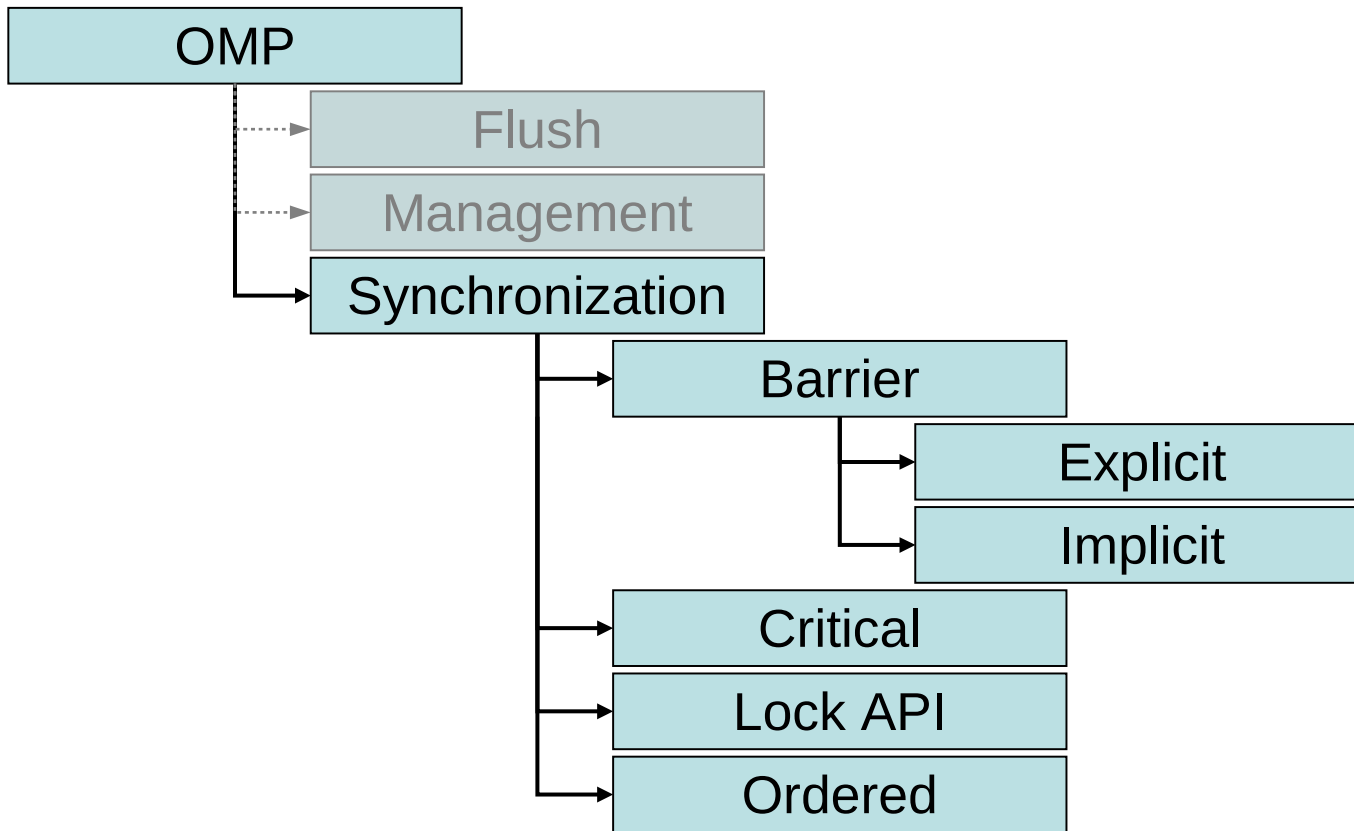 OMP
Flush
Management
Synchronization
Barrier
Explicit
Implicit
Critical
Lock API
Ordered